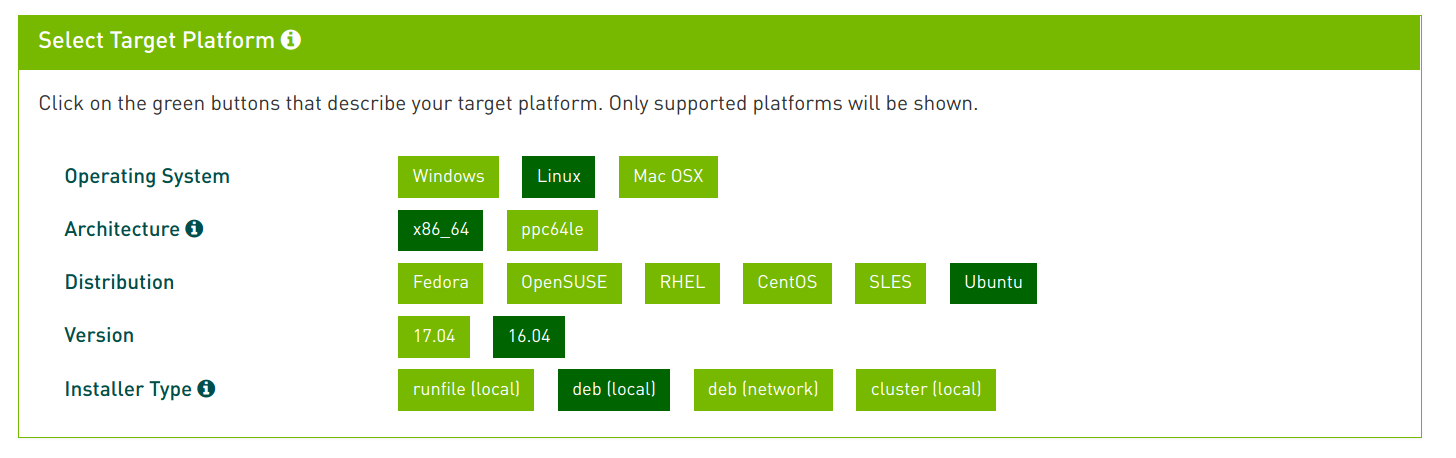 Select Target Platform
Click on the green buttons that describe your target platform. Only supported platforms will be shown.
Operating System Windows Linux Mac OSX
Architecture x86_64 ppc64le
Distribution Fedora OpenSUSE RHEL CentOS SLES Ubuntu
Version 17.04 16.04
Installer Type runfile (local) deb (local) deb (network) cluster (local)